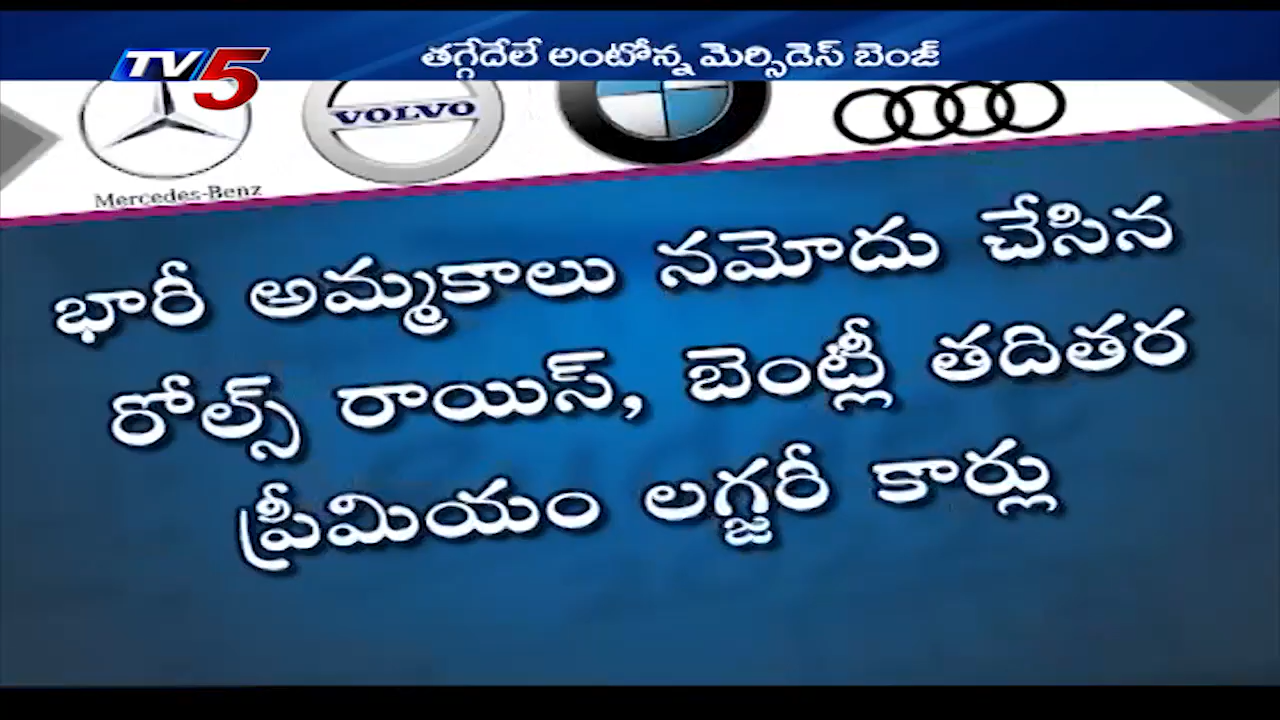 TV5
తగ్గేదేలే అంటోన్న మెర్సిడెస్ బెంజ్
VOLVO
Mercedes-Benz
భారీ అమ్మకాలు నమోదు చేసిన
రోల్స్ రాయిస్, బెంట్లీ తదితర
ప్రీమియం లగ్జరీ కార్లు